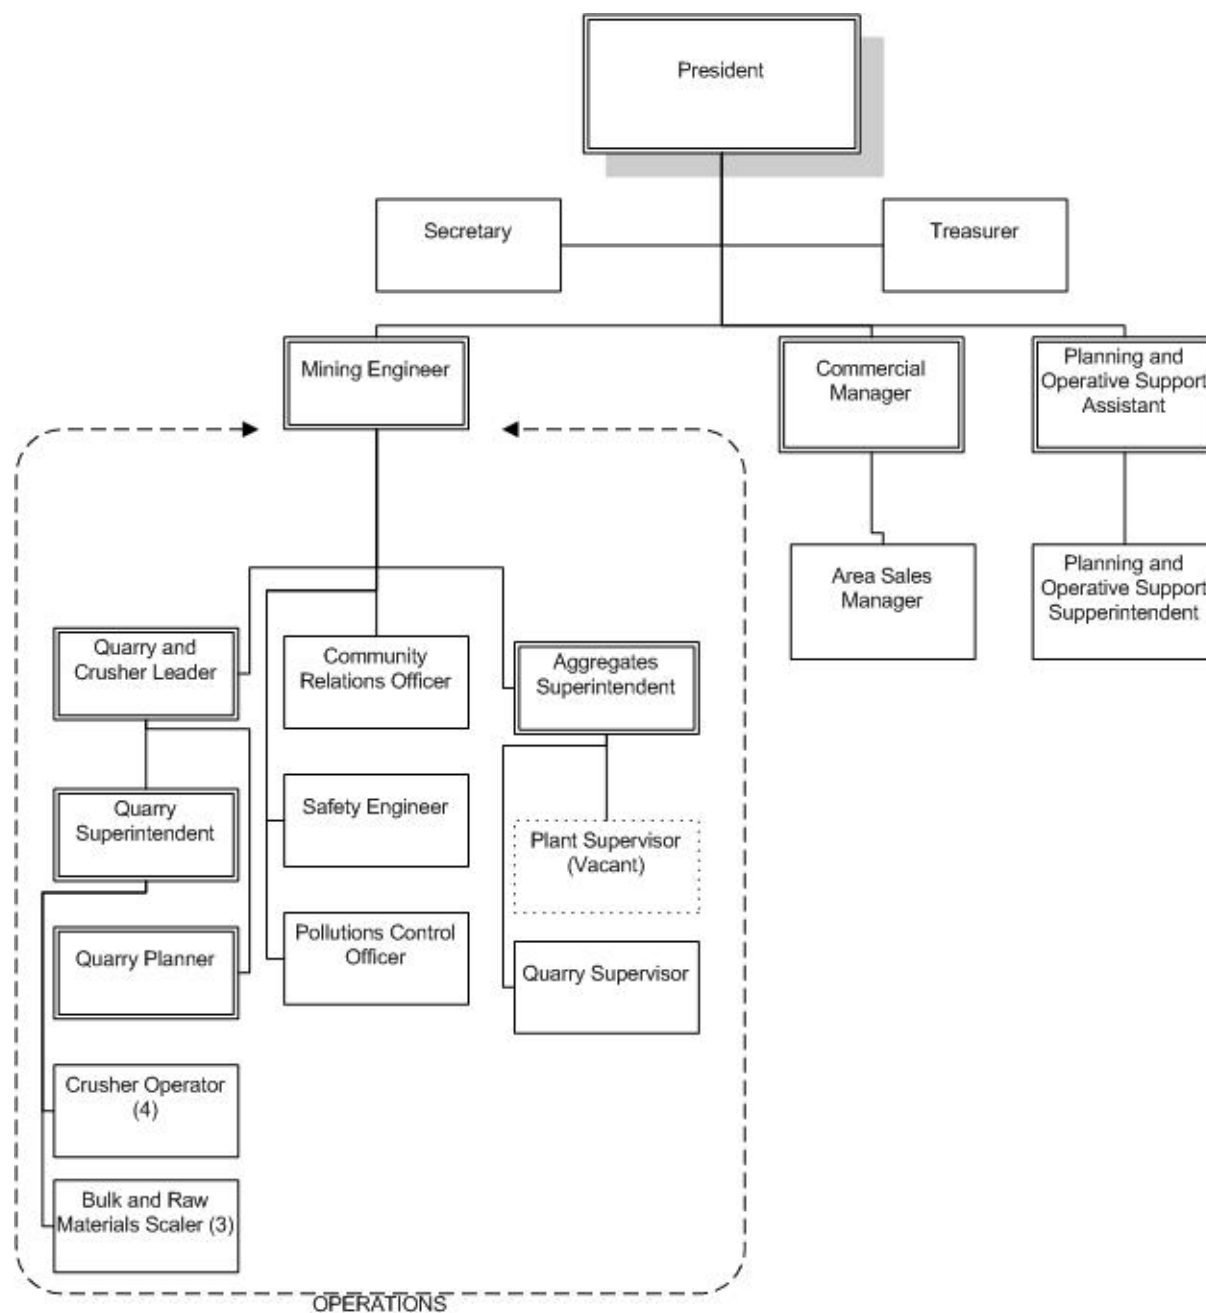 President
Secretary
Treasurer
Mining Engineer
Commercial
Manager
Planning and
Operative Support
Assistant
Area Sales
Manager
Planning and
Operative Support
Supperintendent
Quarry and
Crusher Leader
Community
Relations Officer
Aggregates
Superintendent
Quarry
Superintendent
Safety Engineer
Plant Supervisor
(Vacant)
Quarry Planner
Pollutions Control
Officer
Quarry Supervisor
Crusher Operator
(4)
Bulk and Raw
Materials Scaler (3)
OPERATIONS